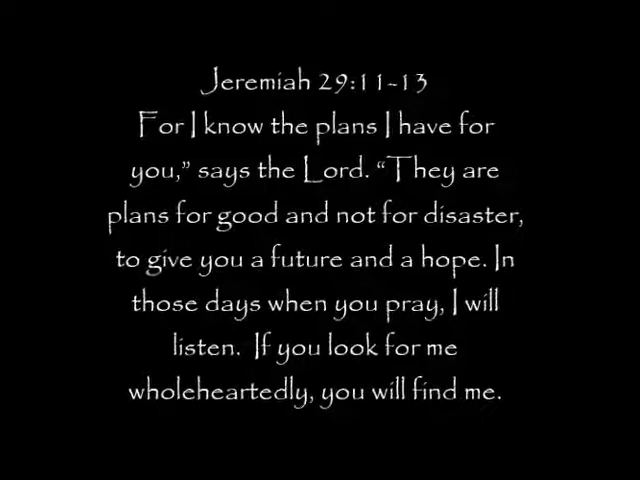 Jeremiah 29:11-13
For I know the plans I have for
you,” says the Lord. “They are
plans for good and not for disaster,
to give you a future and a hope. In
those days when you pray, I will
listen.  If you look for me
wholeheartedly, you will find me.